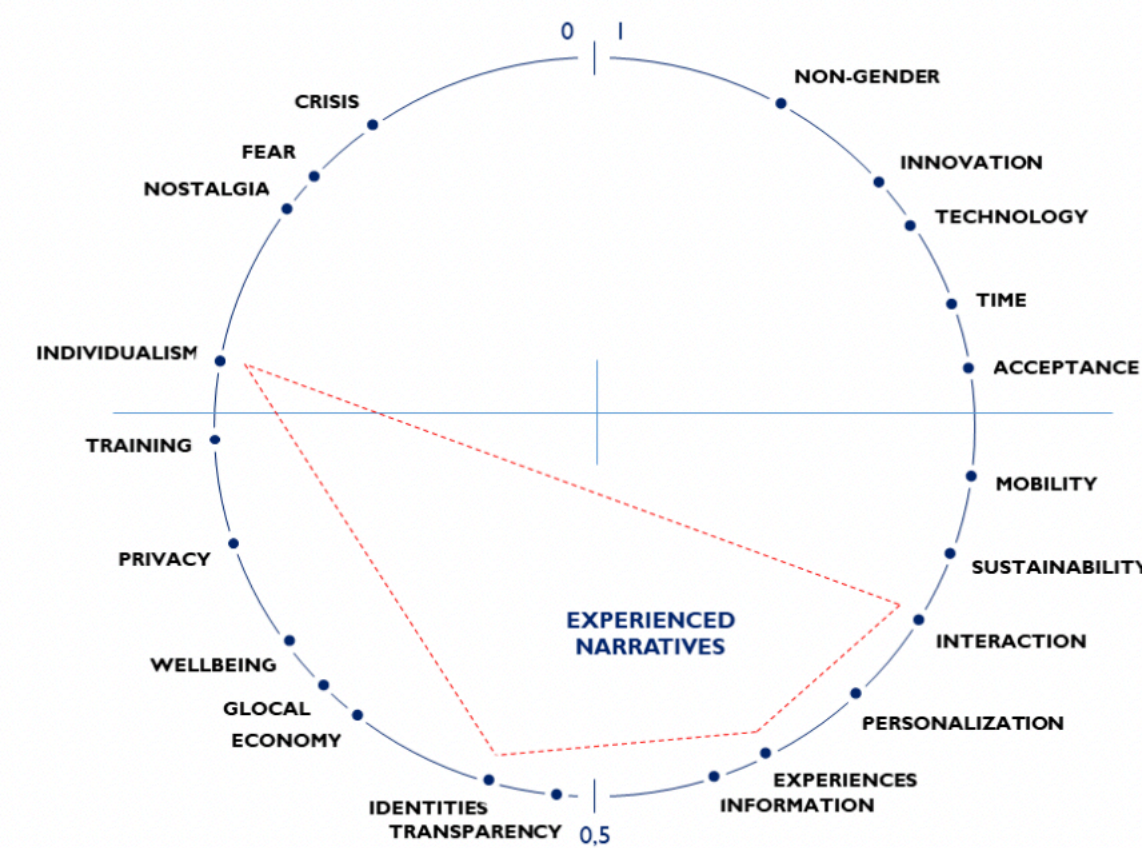 0 1
NON-GENDER
CRISIS
FEAR
INNOVATION
NOSTALGIA
TECHNOLOGY
TIME
INDIVIDUALISM
ACCEPTANCE
TRAINING
MOBILITY
PRIVACY
SUSTAINABILITY
EXPERIENCED
NARRATIVES
INTERACTION
WELLBEING
GLOCAL
PERSONALIZATION
ECONOMY
EXPERIENCES
INFORMATION
IDENTITIES
TRANSPARENCY
0,5